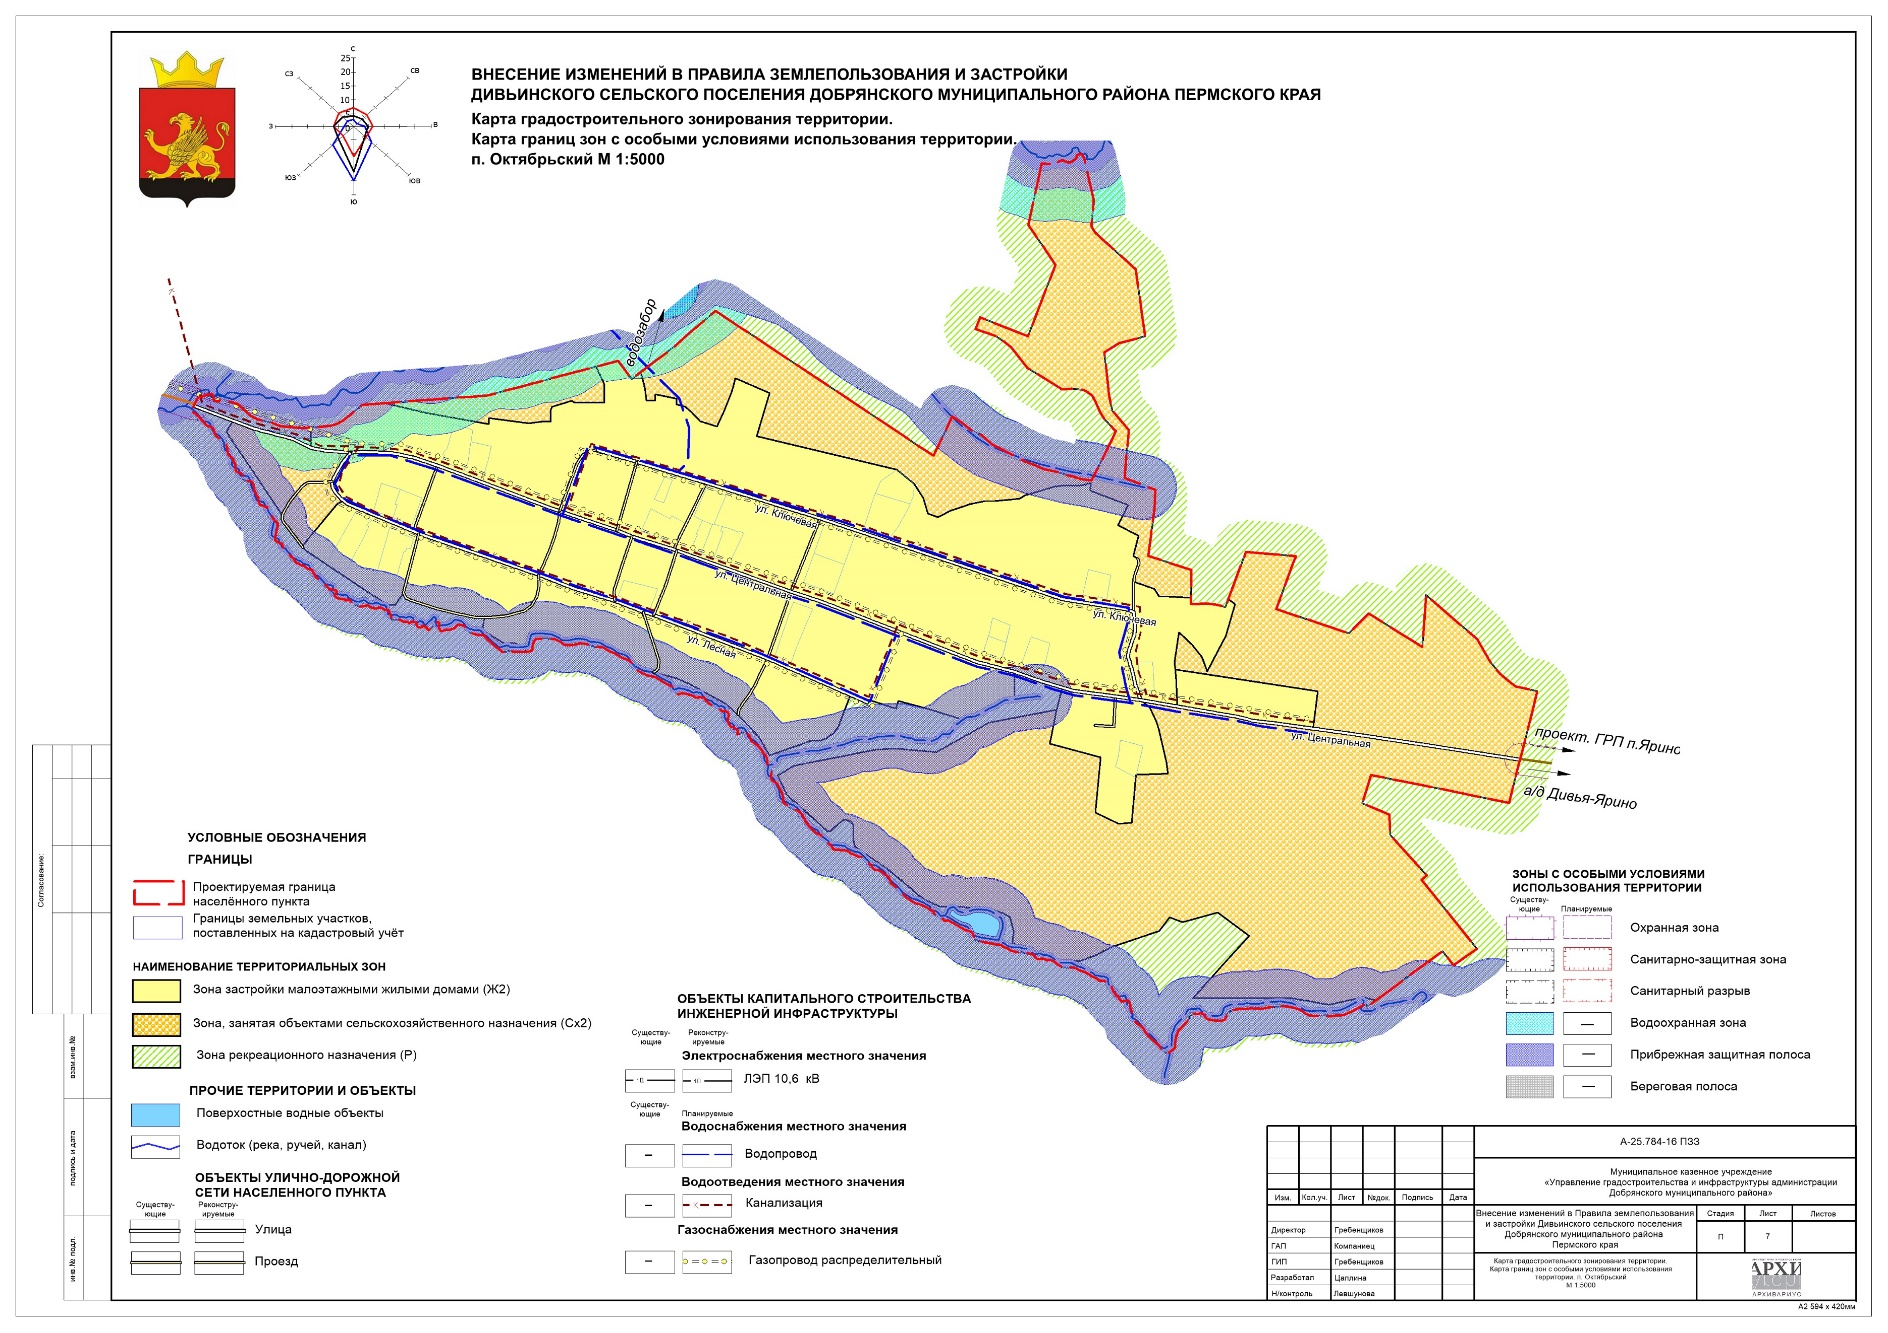 ВНЕСЕНИЕ ИЗМЕНЕНИЙ В ПРАВИЛА ЗЕМЛЕПОЛЬЗОВАНИЯ И ЗАСТРОЙКИ
ДИВЬИНСКОГО СЕЛЬСКОГО ПОСЕЛЕНИЯ ДОБРЯНСКОГО МУНИЦИПАЛЬНОГО РАЙОНА ПЕРМСКОГО КРАЯ
Карта градостроительного зонирования территории.
Карта границ зон с особыми условиями использования территории.
п. Октябрьский М 1:5000
С
СВ
В
ЮВ
Ю
ЮЗ
З
СЗ
25
20
15
10
5
0
водозабор
ул. Ключевая
ул. Центральная
ул. Лесная
ул. Ключевая
ул. Центральная
проект. ГРП п.Ярино
а/д Дивья-Ярино
УСЛОВНЫЕ ОБОЗНАЧЕНИЯ
ГРАНИЦЫ
Проектируемая граница
населённого пункта
Границы земельных участков,
поставленных на кадастровый учёт
НАИМЕНОВАНИЕ ТЕРРИТОРИАЛЬНЫХ ЗОН
Зона застройки малоэтажными жилыми домами (Ж2)
Зона, занятая объектами сельскохозяйственного назначения (Сх2)
Зона рекреационного назначения (Р)
ПРОЧИЕ ТЕРРИТОРИИ И ОБЪЕКТЫ
Поверхостные водные объекты
Водоток (река, ручей, канал)
ОБЪЕКТЫ УЛИЧНО-ДОРОЖНОЙ
СЕТИ НАСЕЛЕННОГО ПУНКТА
Существу-
ющие
Реконстру-
ируемые
Улица
Проезд
ОБЪЕКТЫ КАПИТАЛЬНОГО СТРОИТЕЛЬСТВА
ИНЖЕНЕРНОЙ ИНФРАСТРУКТУРЫ
Существу-
ющие
Реконстру-
ируемые
Электроснабжения местного значения
ЛЭП 10,6 кВ
Существу-
ющие
Планируемые
Водоснабжения местного значения
Водопровод
Водоотведения местного значения
Канализация
Газоснабжения местного значения
Газопровод распределительный
ЗОНЫ С ОСОБЫМИ УСЛОВИЯМИ
ИСПОЛЬЗОВАНИЯ ТЕРРИТОРИИ
Существу-
ющие
Планируемые
Охранная зона
Санитарно-защитная зона
Санитарный разрыв
Водоохранная зона
Прибрежная защитная полоса
Береговая полоса
Согласование:
взам.инв.№
подпись и дата
инв.№ подл.
А-25.784-16 ПЗЗ
Муниципальное казенное учреждение
«Управление градостроительства и инфраструктуры администрации
Добрянского муниципального района»
Изм. Кол.уч. Лист №док. Подпись Дата
Директор Гребенщиков
ГАП Компаниец
ГИП Гребенщиков
Разработал Цаплина
Н/контроль Левшунова
Внесение изменений в Правила землепользования
и застройки Дивьинского сельского поселения
Добрянского муниципального района
Пермского края
Стадия Лист Листов
П 7
Карта градостроительного зонирования территории.
Карта границ зон с особыми условиями использования
территории. п. Октябрьский
М 1:5000
АРХИ
АРХИВАРИУС
А2 594 x 420мм